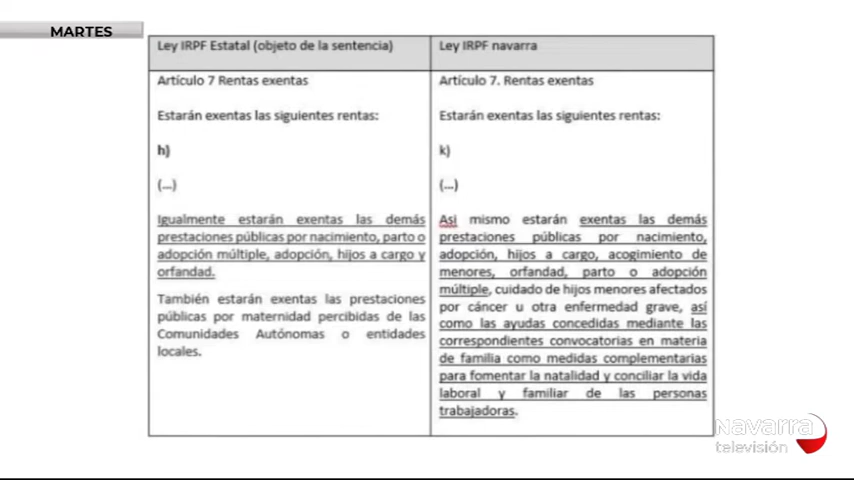 MARTES
Ley IRPF Estatal (objeto de la sentencia)
Artículo 7 Rentas exentas
Estarán exentas las siguientes rentas:
h)
(...)
Igualmente estarán exentas las demás
prestaciones públicas por nacimiento, parto o
adopción múltiple, adopción, hijos a cargo y
orfandad.
También estarán exentas las prestaciones
públicas por maternidad percibidas de las
Comunidades Autónomas o entidades
locales.
Ley IRPF navarra
Artículo 7. Rentas exentas
Estarán exentas las siguientes rentas:
k)
(...)
Asi mismo estarán exentas las demás
prestaciones públicas por nacimiento,
adopción, hijos a cargo, acogimiento de
menores, orfandad, parto o adopción
múltiple, cuidado de hijos menores afectados
por cáncer u otra enfermedad grave, así
como las ayudas concedidas mediante las
correspondientes convocatorias en materia
de familia como medidas complementarias
para fomentar la natalidad y conciliar la vida
laboral y familiar de las personas
trabajadoras.
navarra
televisión